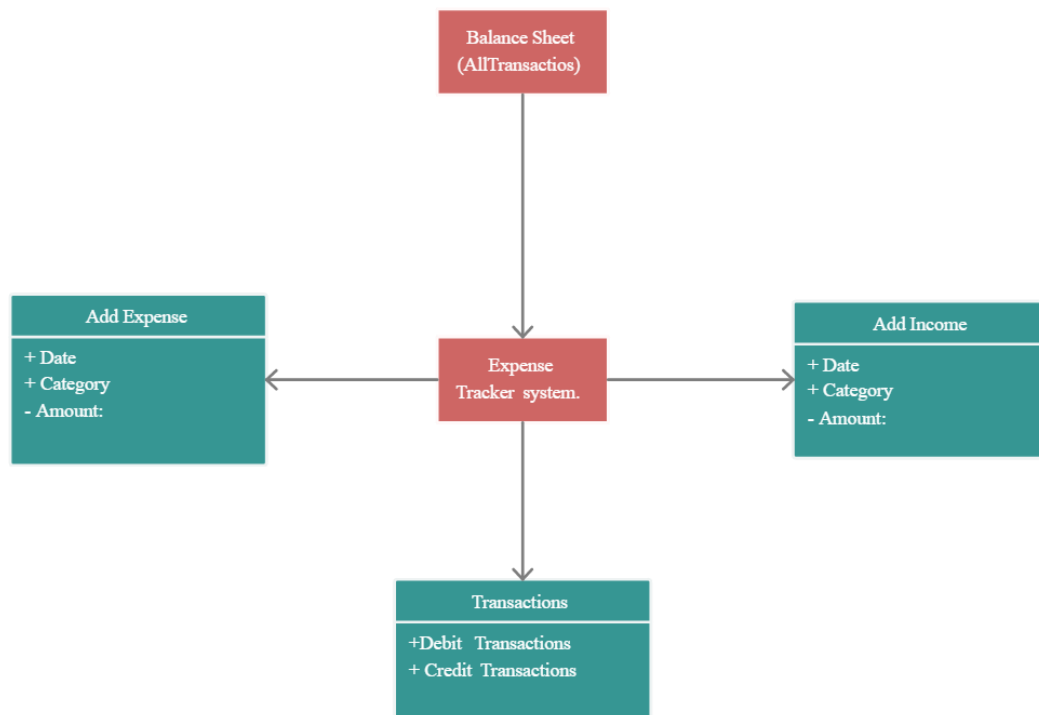 Balance Sheet
(AllTransactios)
Add Expense
+ Date
+ Category
- Amount:
Expense
Tracker system.
Add Income
+ Date
+ Category
- Amount:
Transactions
+Debit Transactions
+ Credit Transactions